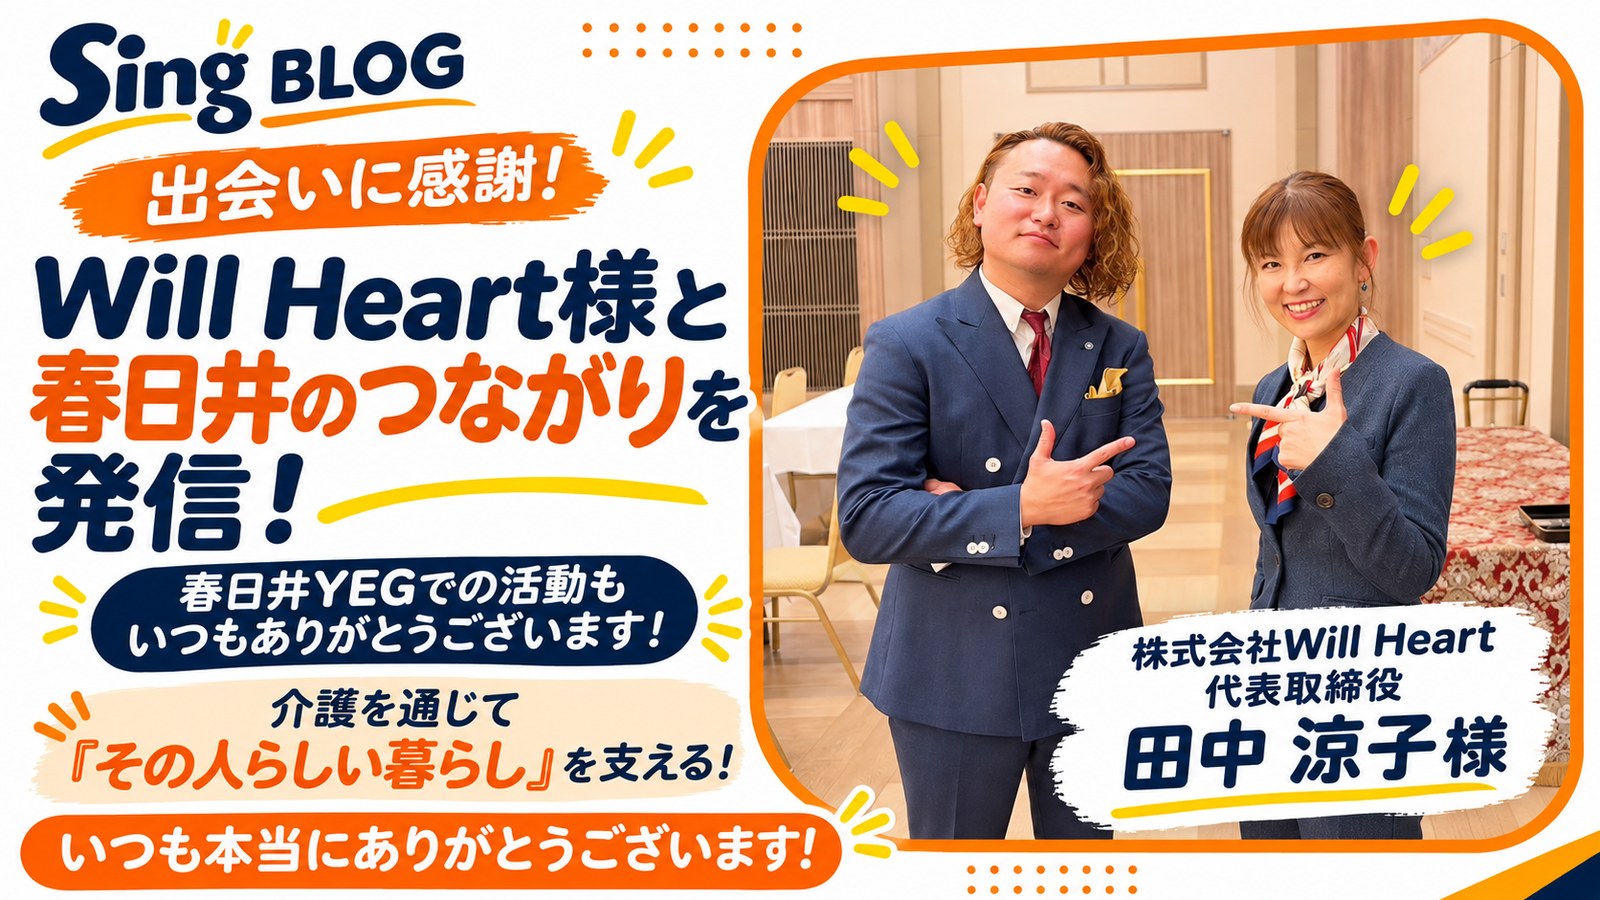 Sing BLOG
出会いに感謝!
Will Heart様と
春日井のつながりを
発信!
春日井YEGでの活動も
いつもありがとうございます!
介護を通じて
『その人らしい暮らし』を支える!
いつも本当にありがとうございます!
株式会社Will Heart
代表取締役
田中 涼子様